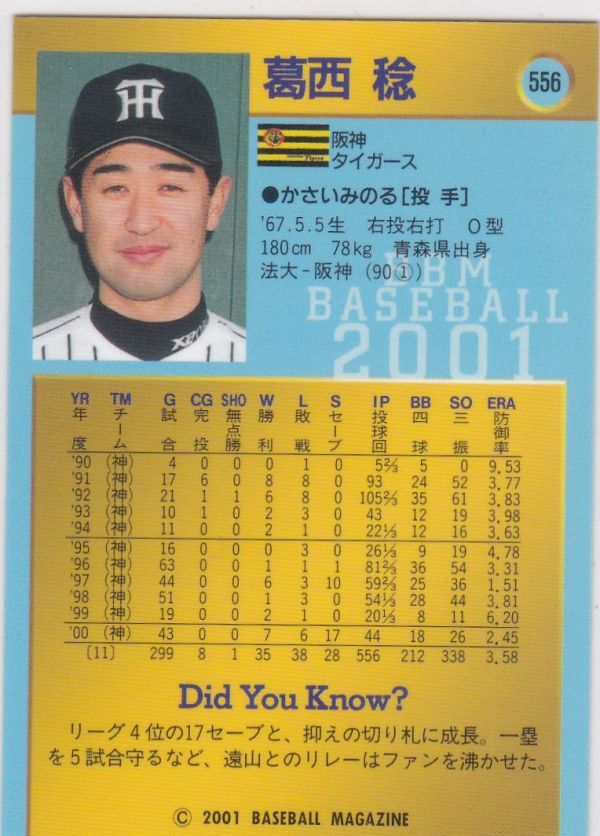 葛西 稔
556
阪神
タイガース
●かさいみのる[投 手]
'67.5.5生 右投右打 O型
180cm 78kg 青森県出身
法大－阪神 (90①)
BBM
BASEBALL
2001
YR TM G CG SHO W L S IP BB SO ERA
年度 チーム 試合 完投 無点勝 勝利 敗戦 セーブ 投球回 四球 三振 防御率
'90 (神) 4 0 0 0 1 0 5⅔ 5 0 9.53
'91 (神) 17 6 0 8 8 0 93 24 52 3.77
'92 (神) 21 1 1 6 8 0 105⅔ 35 61 3.83
'93 (神) 10 1 0 2 3 0 43 12 19 3.98
'94 (神) 11 0 0 2 1 0 22⅓ 12 16 3.63
'95 (神) 16 0 0 0 3 0 26⅓ 9 19 4.78
'96 (神) 63 0 0 1 1 1 81⅔ 36 54 3.31
'97 (神) 44 0 0 6 3 10 59⅔ 25 36 1.51
'98 (神) 51 0 0 1 3 0 54⅓ 28 44 3.81
'99 (神) 19 0 0 2 1 0 20⅓ 8 11 6.20
'00 (神) 43 0 0 7 6 17 44 18 26 2.45
〔11〕 299 8 1 35 38 28 556 212 338 3.58
Did You Know?
リーグ4位の17セーブと、抑えの切り札に成長。一塁
を5試合守るなど、遠山とのリレーはファンを沸かせた。
© 2001 BASEBALL MAGAZINE